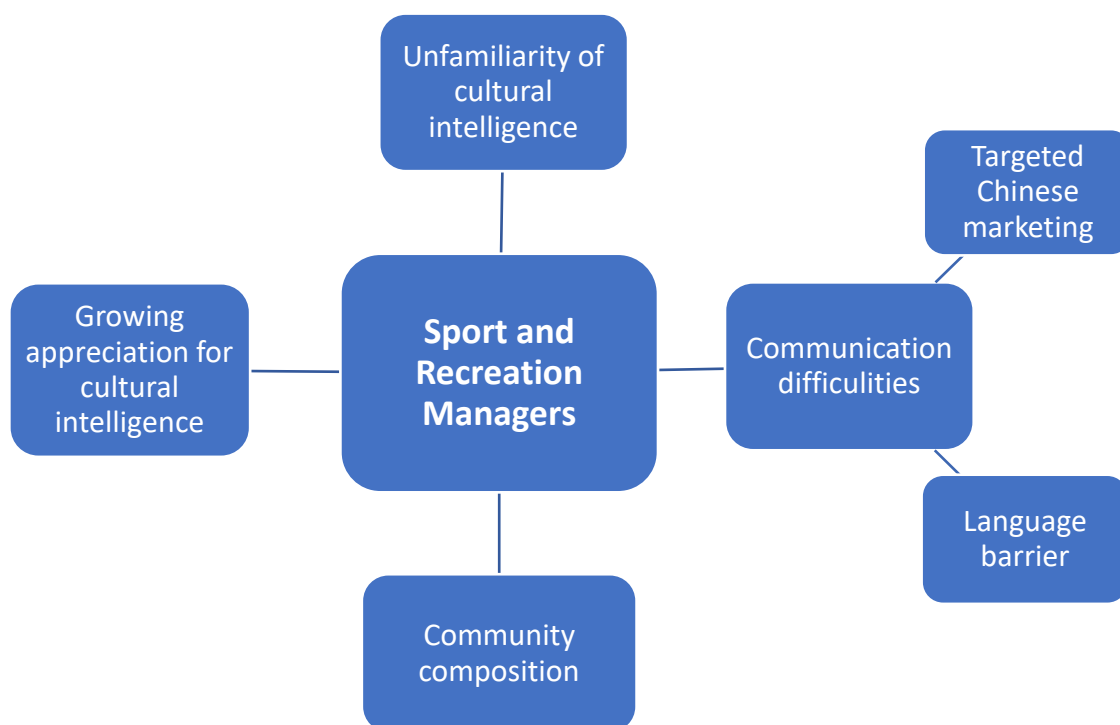 Unfamiliarity of
cultural
intelligence
Targeted
Chinese
marketing
Growing
appreciation for
cultural
intelligence
Sport and
Recreation
Managers
Communication
difficulities
Language
barrier
Community
composition